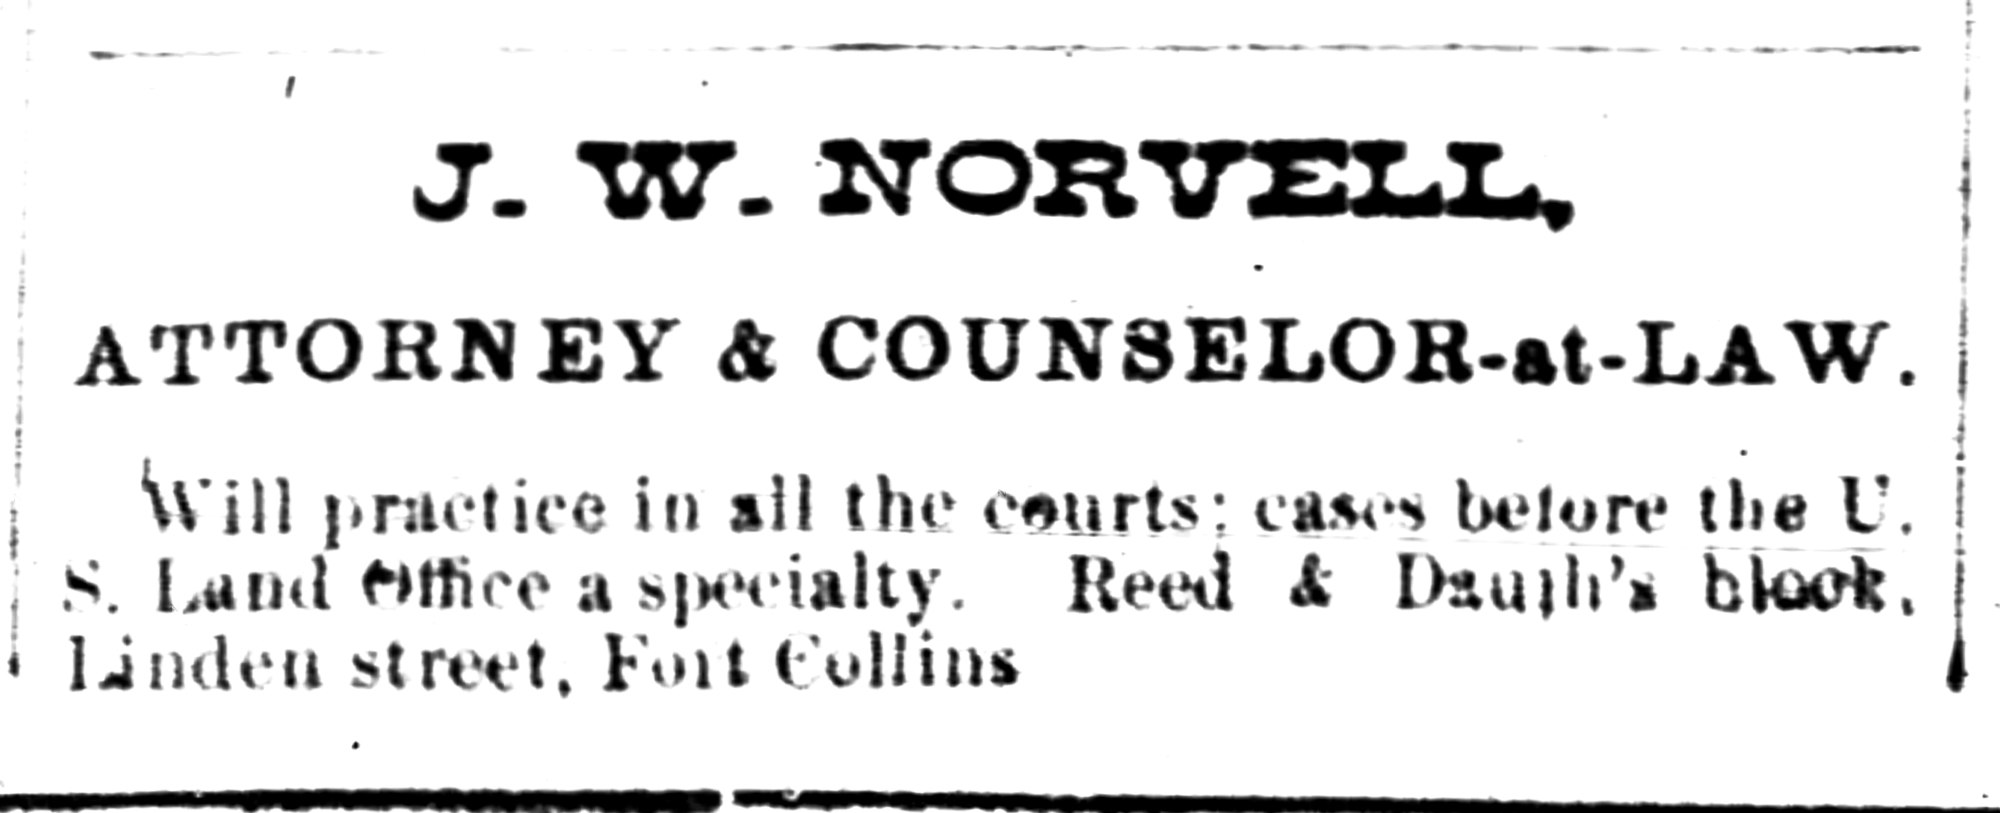 J. W. NORVELL,
ATTORNEY & COUNSELOR-at-LAW.
Will practice in all the courts; cases before the U.
S. Land Office a specialty. Reed & Dauth's block,
Linden street, Fort Collins